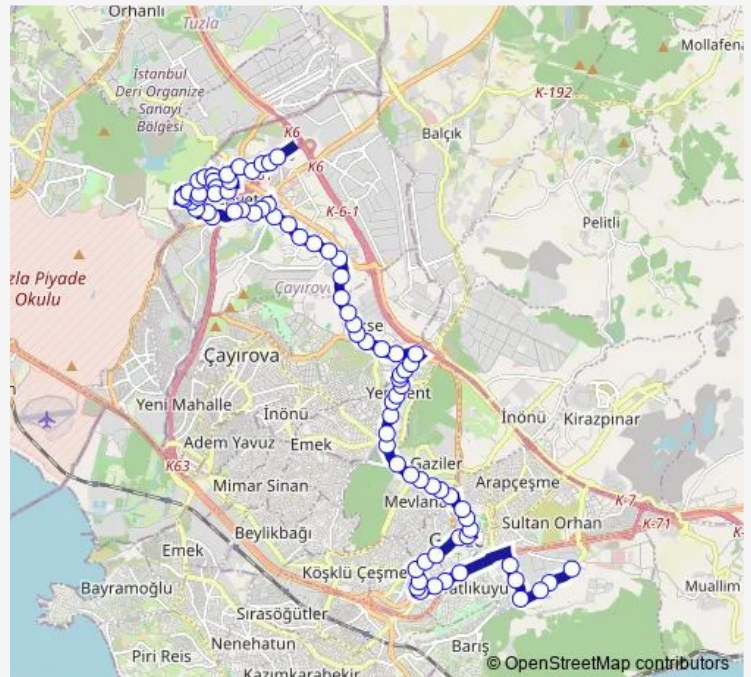 Orhanlı
Tuzla
Mollafena
İstanbul
Deri Organize
Sanayi
Bölgesi
K-192
K6
Balçık
K6
K-6-1
Pelitli
zla Piyade
Okulu
Çayırova
Çayırova
Yeni Mahalle
İnönü
İnönü
Kirazpınar
Adem Yavuz
Emek
K63
Gaziler
Arapçeşme
Mimar Sinan
Mevlana
K-7
K-71
Sultan Orhan
Beylikbağı
Emek
Köşklü Çeşme
Bayramoğlu
Muallim
Sırasöğütler
Nenehatun
Barış
Piri Reis
Kazımkarabekir
© OpenStreetMap contributors